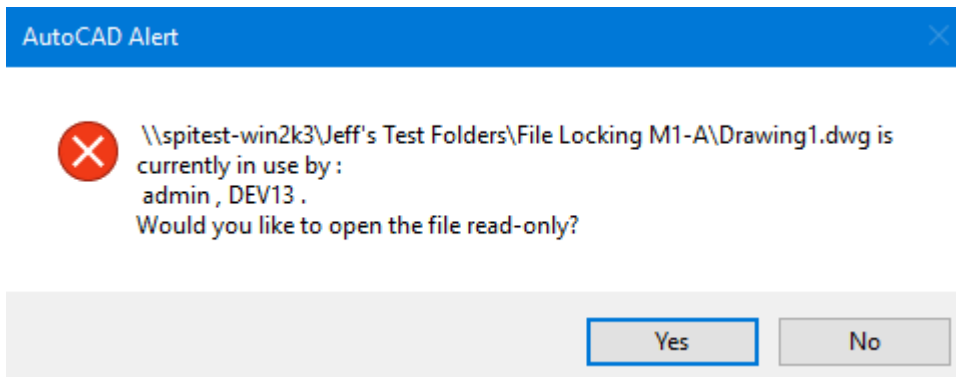 AutoCAD Alert
\\spitest-win2k3\Jeff's Test Folders\File Locking M1-A\Drawing1.dwg is
currently in use by :
admin , DEV13 .
Would you like to open the file read-only?
Yes
No